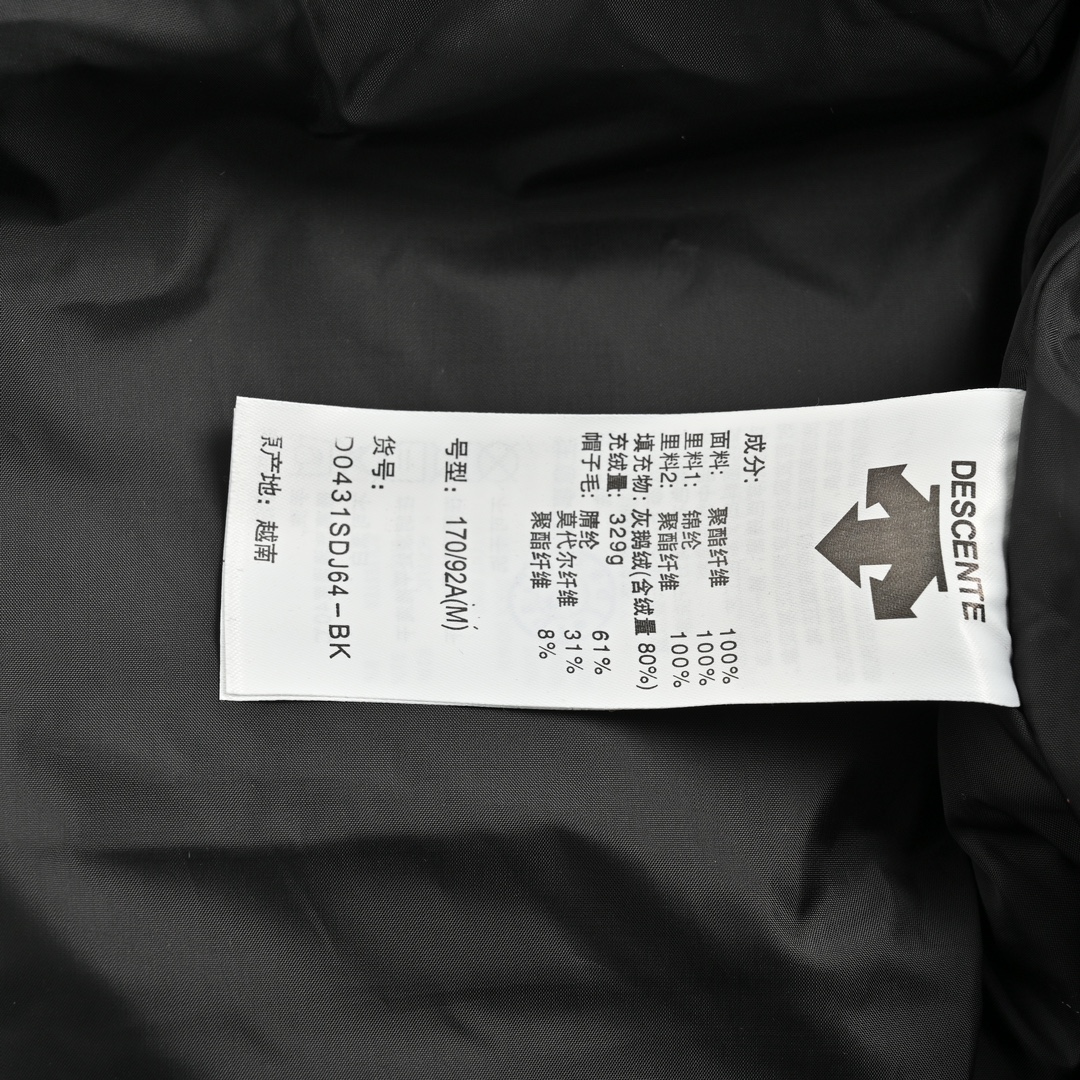 DESCENTE
成分:
面料: 聚酯纤维 100%
里料1: 锦纶 100%
里料2: 聚酯纤维 100%
填充物: 灰鹅绒(含绒量 80%)
充绒量: 329g
帽子毛: 腈纶 61%
莫代尔纤维 31%
聚酯纤维 8%
号型: 170/92A(M)
货号:
D0431SDJ64-BK
原产地: 越南